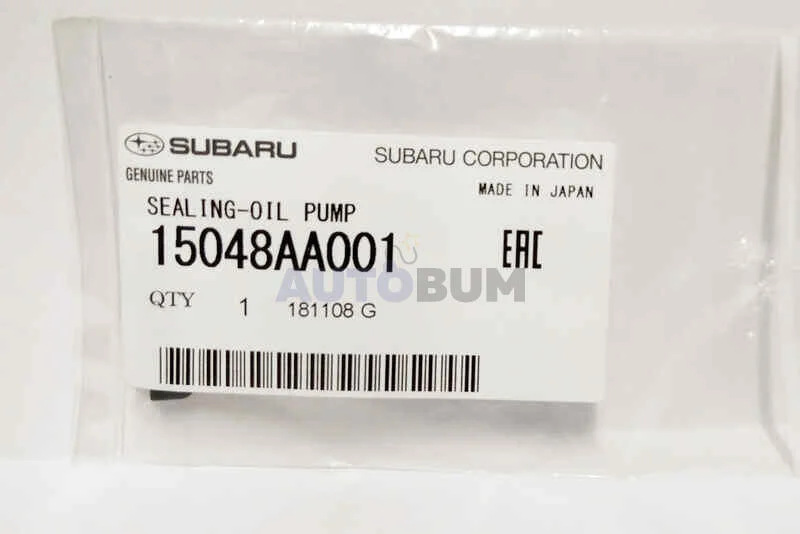 SUBARU
SUBARU CORPORATION
GENUINE PARTS
MADE IN JAPAN
SEALING-OIL PUMP
15048AA001
EAC
AUTOBUM
QTY 1 181108 G